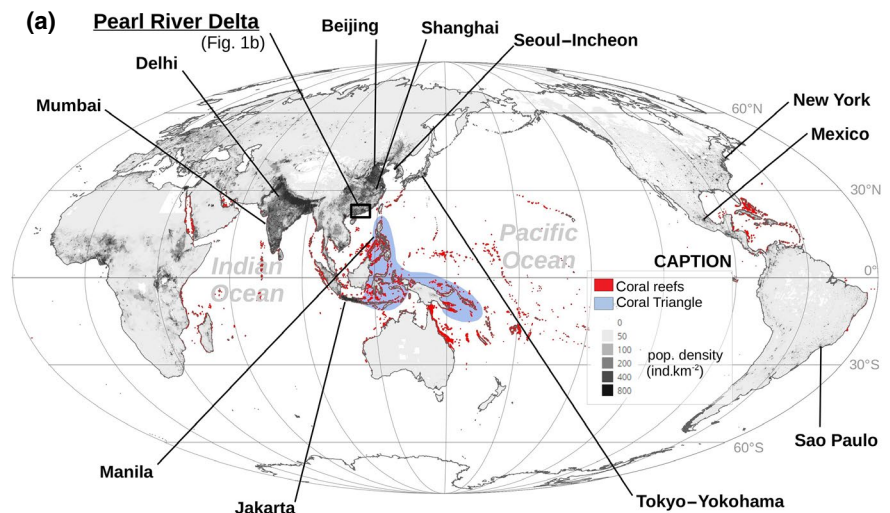 (a)
Pearl River Delta
(Fig. 1b)
Beijing
Shanghai
Seoul–Incheon
Delhi
Mumbai
New York
Mexico
60°N
30°N
0°
30°S
60°S
Indian
Ocean
Pacific
Ocean
CAPTION
Coral reefs
Coral Triangle
0
50
100
200
400
800
pop. density
(ind.km-2)
Sao Paulo
Manila
Jakarta
Tokyo–Yokohama